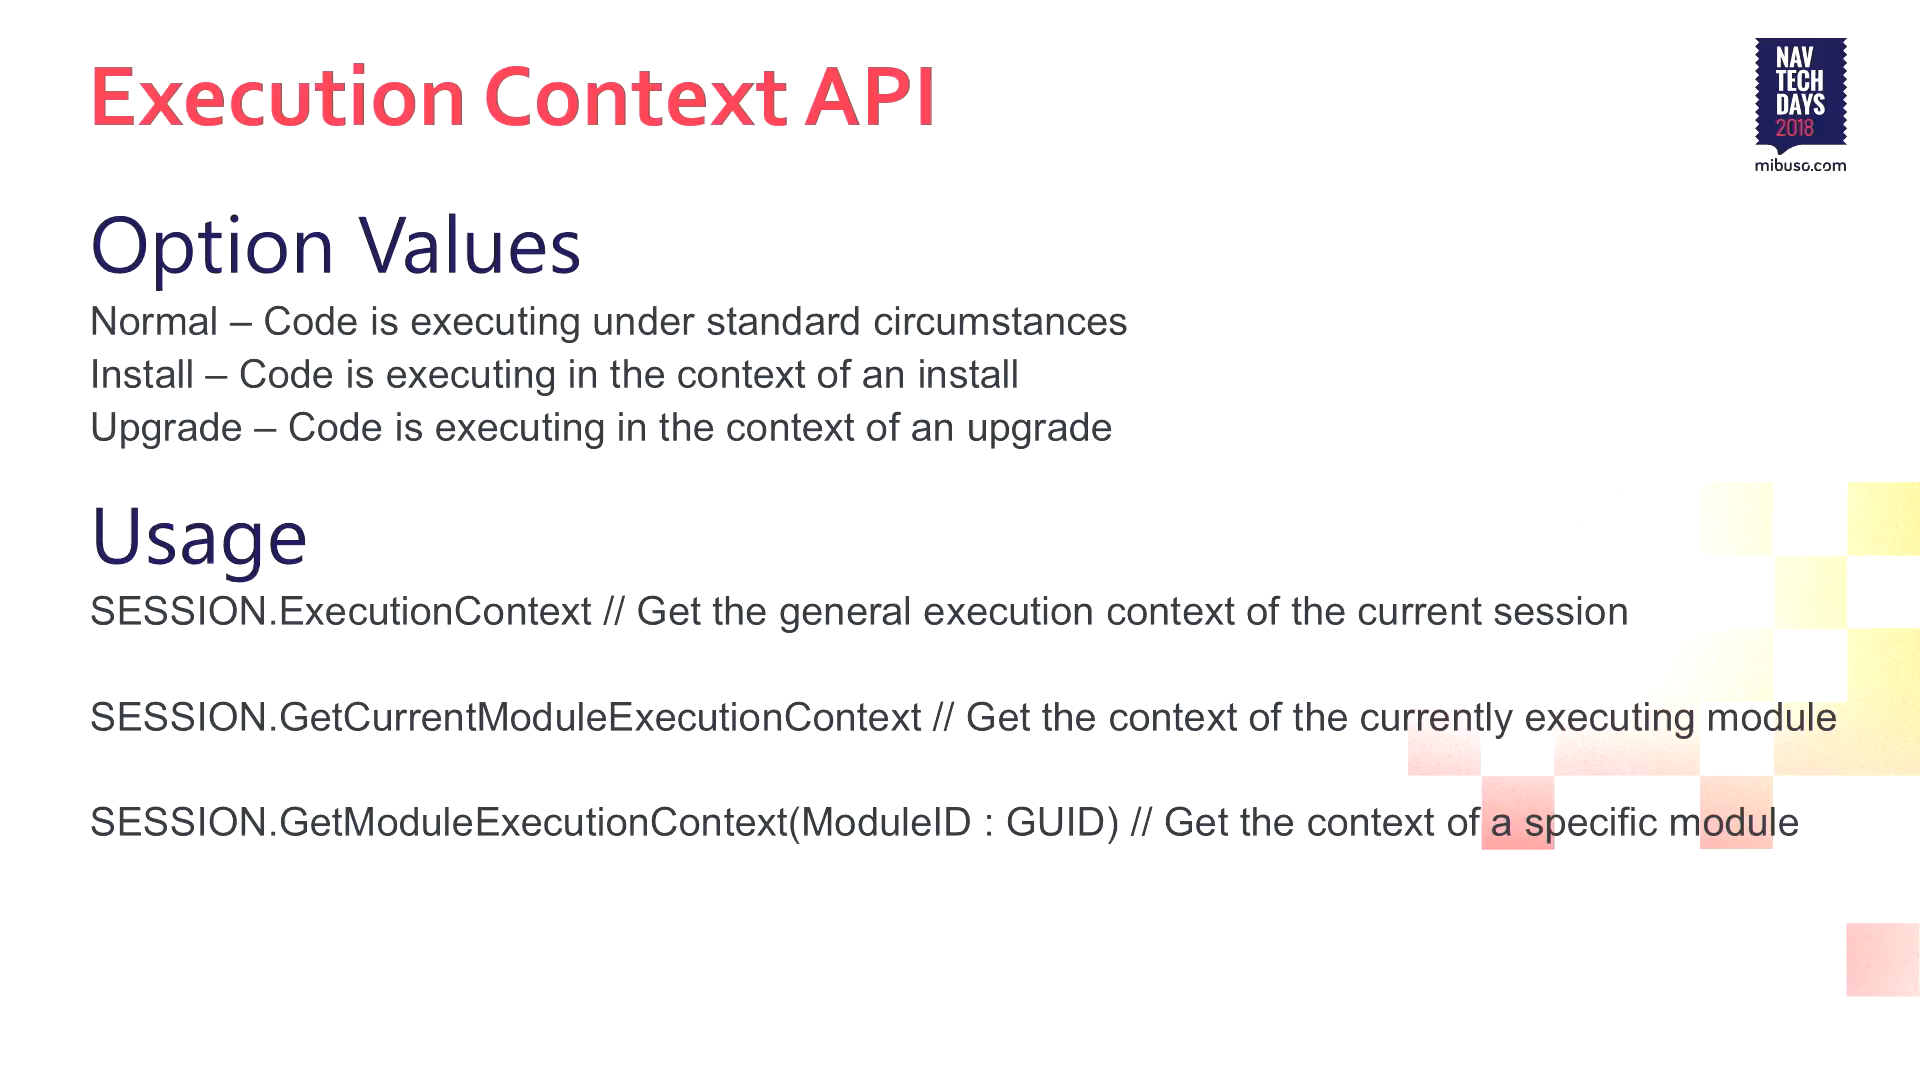 Execution Context API
NAV
TECH
DAYS
2018
mibuso.com
Option Values
Normal – Code is executing under standard circumstances
Install – Code is executing in the context of an install
Upgrade – Code is executing in the context of an upgrade
Usage
SESSION.ExecutionContext // Get the general execution context of the current session
SESSION.GetCurrentModuleExecutionContext // Get the context of the currently executing module
SESSION.GetModuleExecutionContext(ModuleID : GUID) // Get the context of a specific module